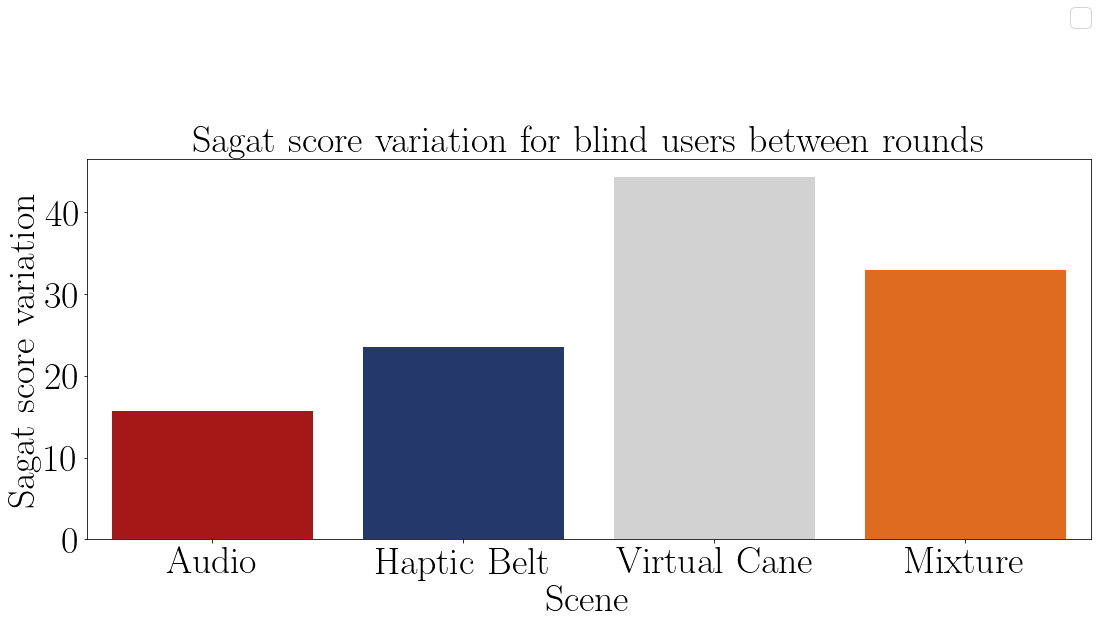 Sagat score variation for blind users between rounds
Sagat score variation
40
30
20
10
0
Audio
Haptic Belt
Virtual Cane
Mixture
Scene